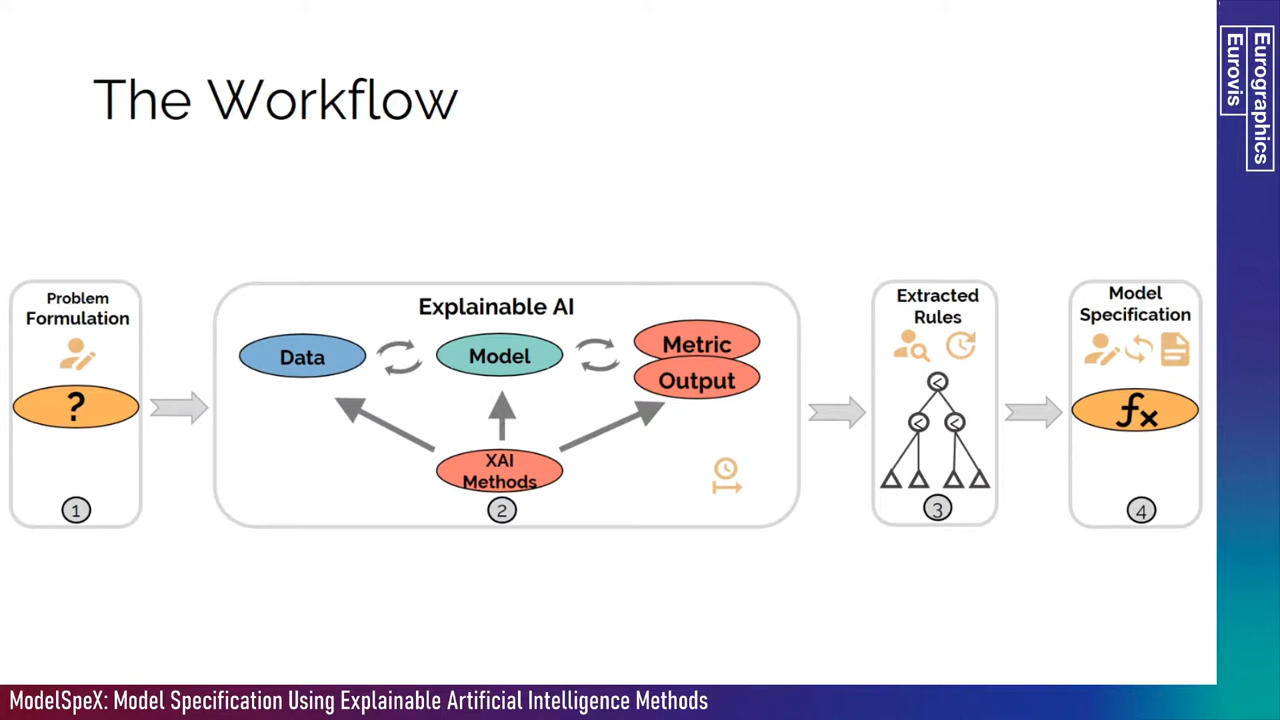 The Workflow
Eurographics
Eurovis
Problem
Formulation
?
1
Explainable AI
Data
Model
Metric
Output
XAI
Methods
2
Extracted
Rules
<
<
<
3
Model
Specification
fx
4
ModelSpeX: Model Specification Using Explainable Artificial Intelligence Methods